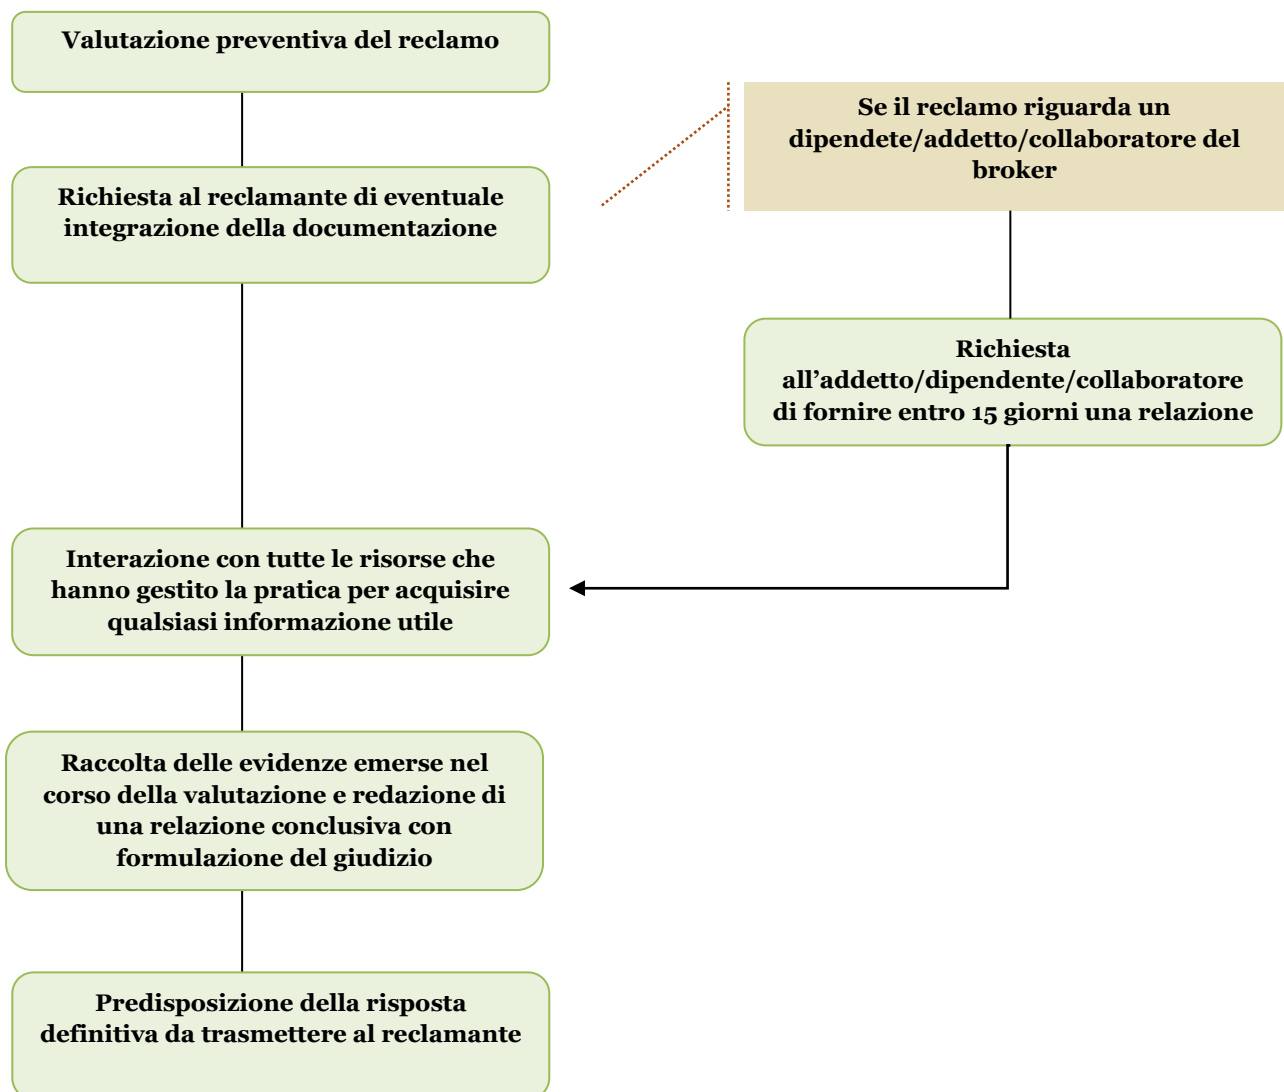 Valutazione preventiva del reclamo
Se il reclamo riguarda un
dipendete/addetto/collaboratore del
broker
Richiesta al reclamante di eventuale
integrazione della documentazione
Richiesta
all’addetto/dipendente/collaboratore
di fornire entro 15 giorni una relazione
Interazione con tutte le risorse che
hanno gestito la pratica per acquisire
qualsiasi informazione utile
Raccolta delle evidenze emerse nel
corso della valutazione e redazione di
una relazione conclusiva con
formulazione del giudizio
Predisposizione della risposta
definitiva da trasmettere al reclamante